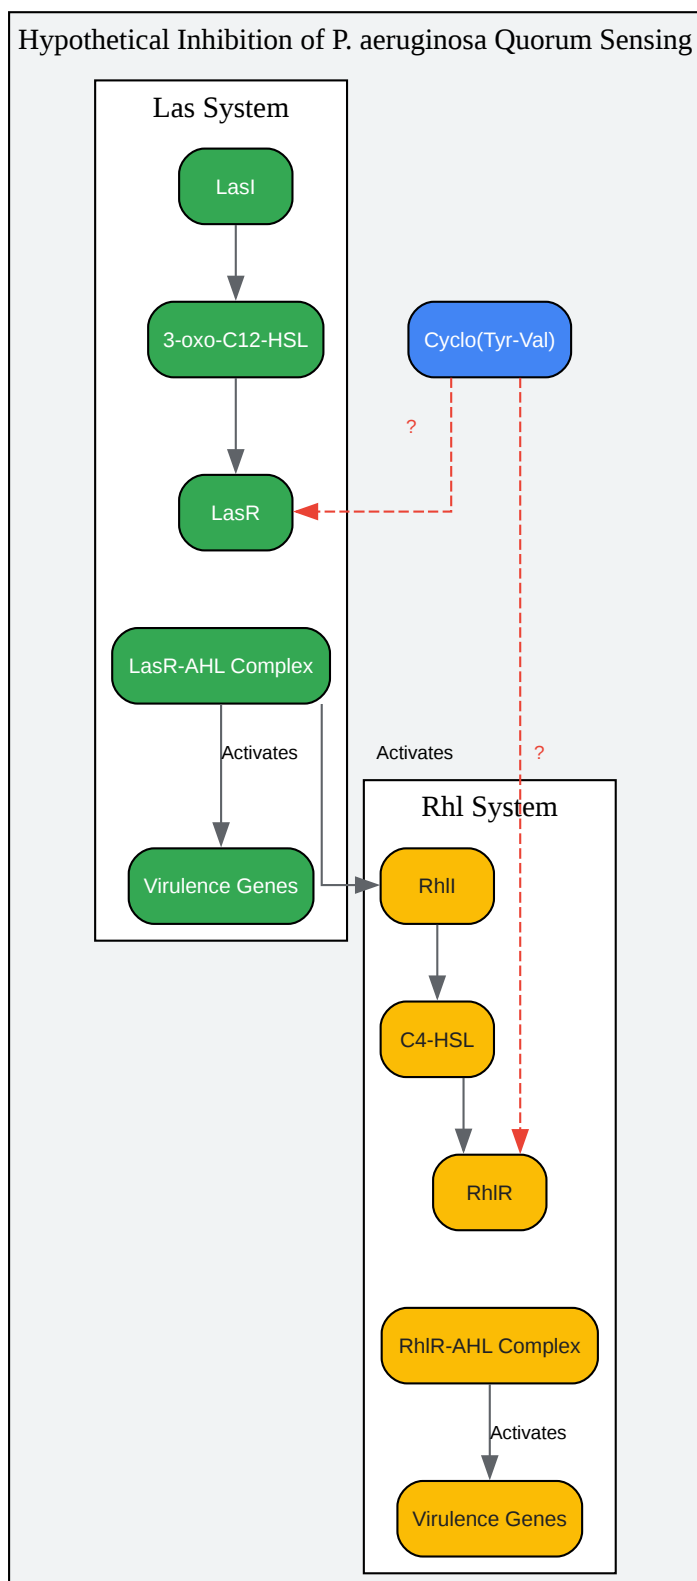 Hypothetical Inhibition of P. aeruginosa Quorum Sensing
Las System
LasI
3-oxo-C12-HSL
Cyclo(Tyr-Val)
?
LasR
LasR-AHL Complex
Activates
Activates
?
Rhl System
Virulence Genes
RhlI
C4-HSL
RhlR
RhlR-AHL Complex
Activates
Virulence Genes